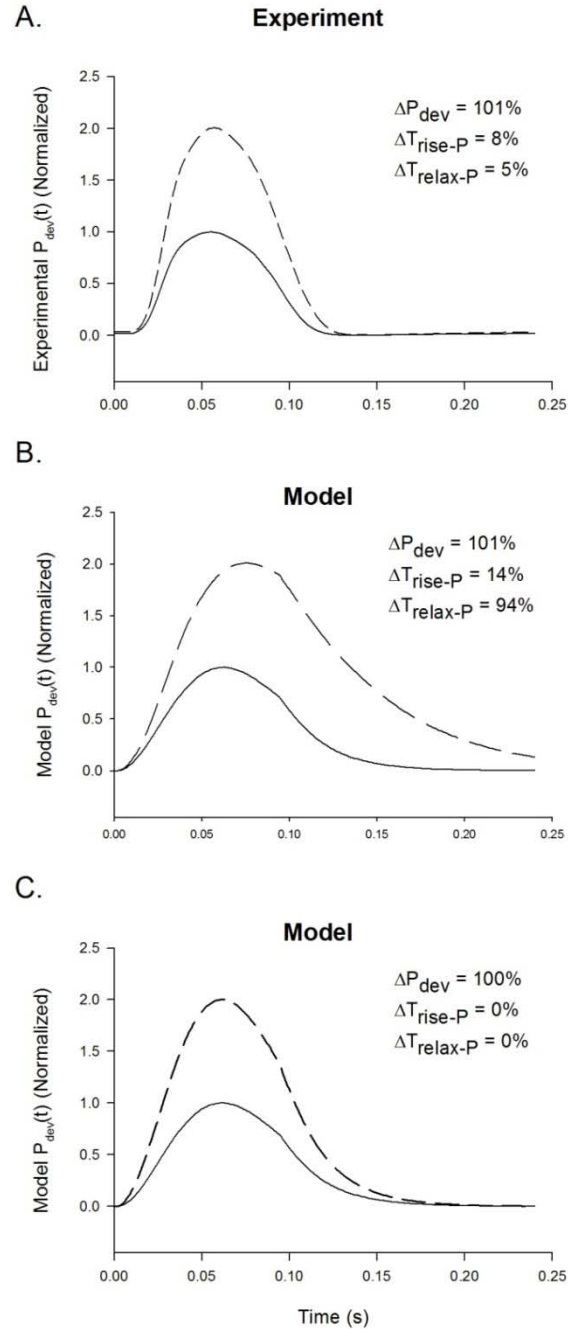 A.
Experiment
2.5
2.0
1.5
1.0
0.5
0.0
Experimental P_dev(t) (Normalized)
ΔP_dev = 101%
ΔT_rise-P = 8%
ΔT_relax-P = 5%
0.00 0.05 0.10 0.15 0.20 0.25
B.
Model
2.5
2.0
1.5
1.0
0.5
0.0
Model P_dev(t) (Normalized)
ΔP_dev = 101%
ΔT_rise-P = 14%
ΔT_relax-P = 94%
0.00 0.05 0.10 0.15 0.20 0.25
C.
Model
2.5
2.0
1.5
1.0
0.5
0.0
Model P_dev(t) (Normalized)
ΔP_dev = 100%
ΔT_rise-P = 0%
ΔT_relax-P = 0%
0.00 0.05 0.10 0.15 0.20 0.25
Time (s)